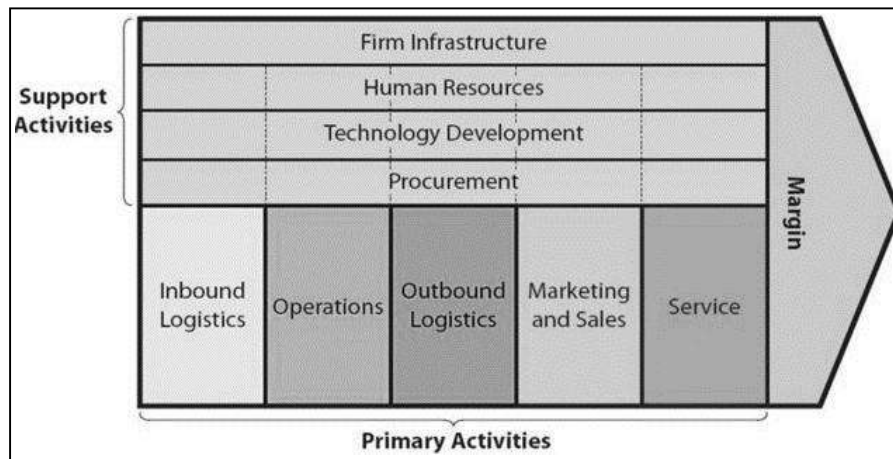 Firm Infrastructure
Support
Activities
Human Resources
Technology Development
Procurement
Margin
Inbound
Logistics
Operations
Outbound
Logistics
Marketing
and Sales
Service
Primary Activities